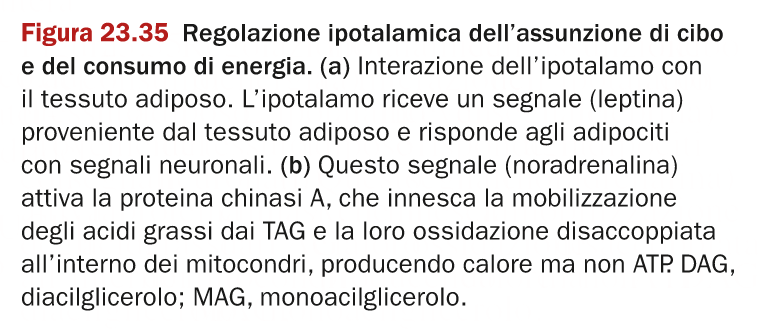 Figura 23.35 Regolazione ipotalamica dell'assunzione di cibo
e del consumo di energia. (a) Interazione dell'ipotalamo con
il tessuto adiposo. L'ipotalamo riceve un segnale (leptina)
proveniente dal tessuto adiposo e risponde agli adipociti
con segnali neuronali. (b) Questo segnale (noradrenalina)
attiva la proteina chinasi A, che innesca la mobilizzazione
degli acidi grassi dai TAG e la loro ossidazione disaccoppiata
all'interno dei mitocondri, producendo calore ma non ATP. DAG,
diacilglicerolo; MAG, monoacilglicerolo.